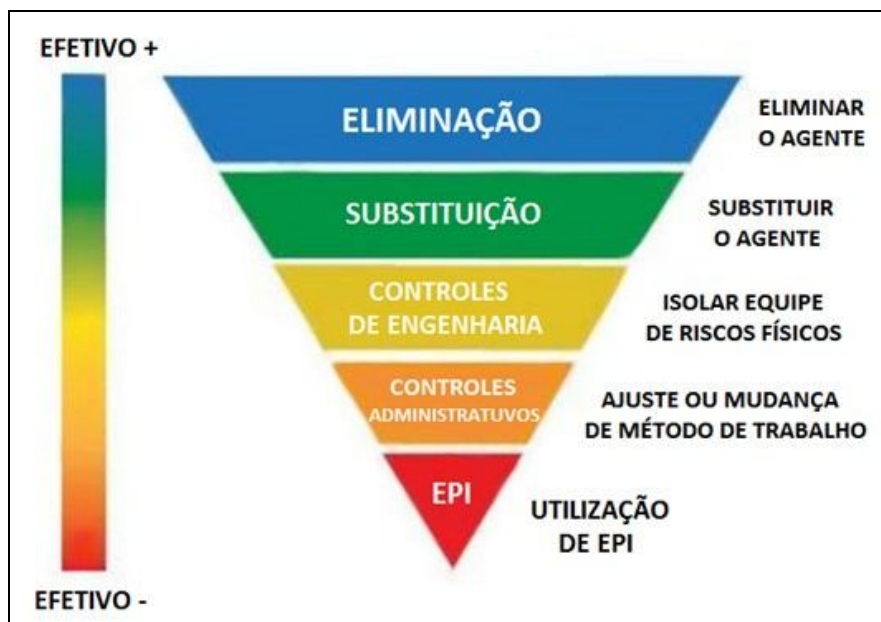 EFETIVO +
ELIMINAÇÃO
ELIMINAR
O AGENTE
SUBSTITUIÇÃO
SUBSTITUIR
O AGENTE
CONTROLES
DE ENGENHARIA
ISOLAR EQUIPE
DE RISCOS FÍSICOS
CONTROLES
ADMINISTRATUVOS
AJUSTE OU MUDANÇA
DE MÉTODO DE TRABALHO
EPI
UTILIZAÇÃO
DE EPI
EFETIVO -